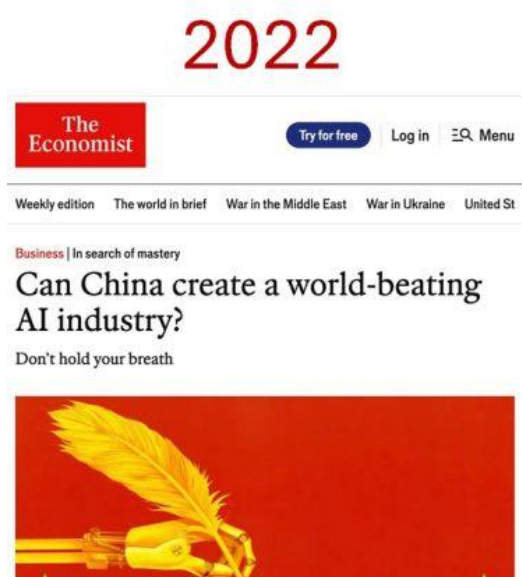 2022
The
Economist
Try for free
Log in
Menu
Weekly edition The world in brief War in the Middle East War in Ukraine United St
Business | In search of mastery
Can China create a world-beating
AI industry?
Don't hold your breath